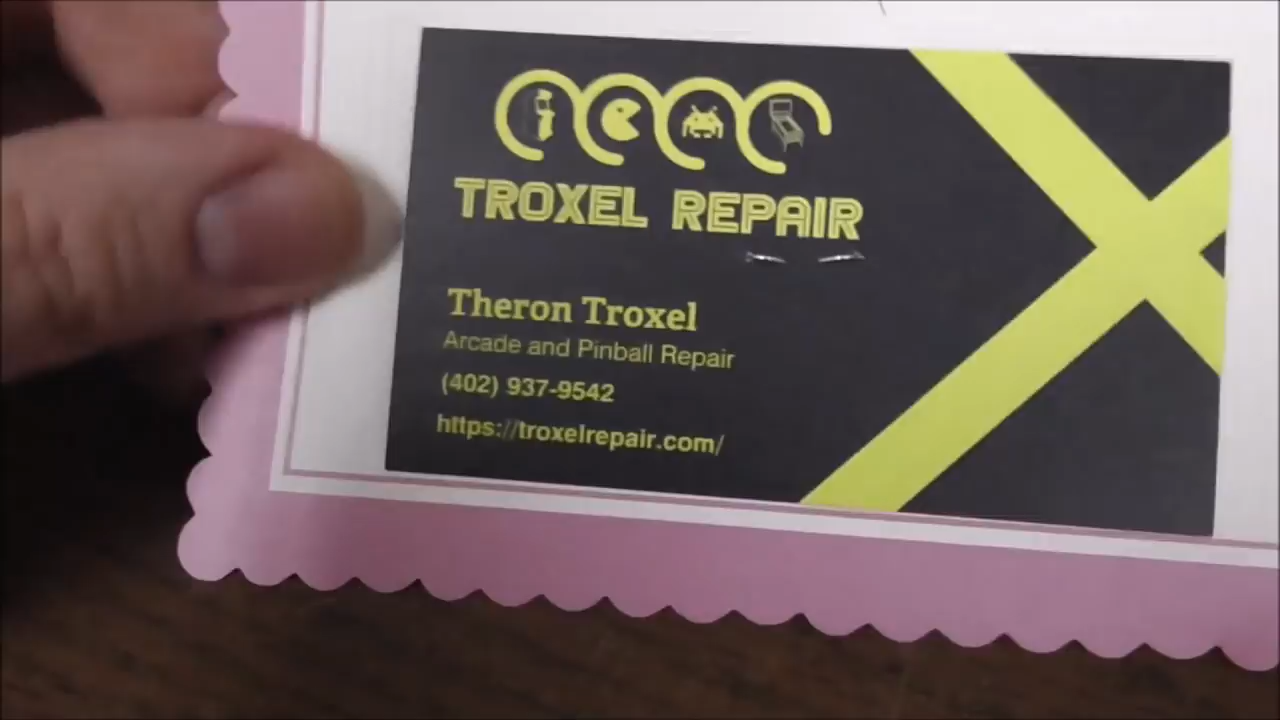 TROXEL REPAIR
Theron Troxel
Arcade and Pinball Repair
(402) 937-9542
https://troxelrepair.com/